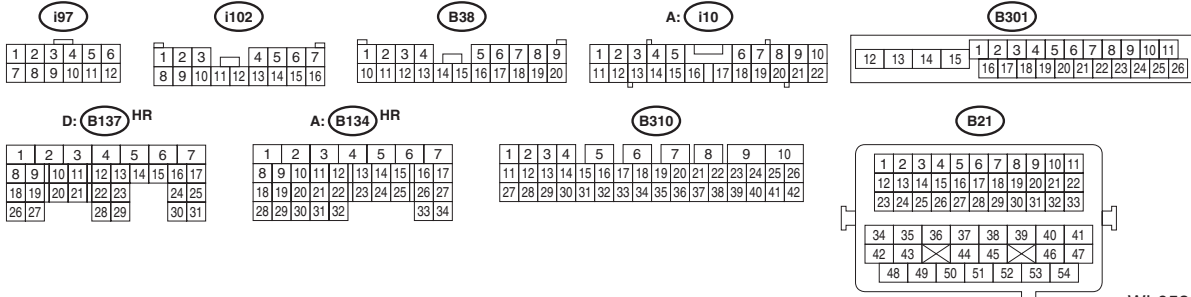 i97
i102
B38
A: i10
B301
1 2 3 4 5 6
7 8 9 10 11 12
1 2 3 4 5 6 7
8 9 10 11 12 13 14 15 16
1 2 3 4 5 6 7 8 9
10 11 12 13 14 15 16 17 18 19 20
1 2 3 4 5 6 7 8 9 10
11 12 13 14 15 16 17 18 19 20 21 22
12 13 14 15
1 2 3 4 5 6 7 8 9 10 11
16 17 18 19 20 21 22 23 24 25 26
D: B137 HR
A: B134 HR
B310
B21
1 2 3 4 5 6 7
8 9 10 11 12 13 14 15 16 17
18 19 20 21 22 23 24 25
26 27 28 29 30 31
1 2 3 4 5 6 7
8 9 10 11 12 13 14 15 16 17
18 19 20 21 22 23 24 25 26 27
28 29 30 31 32 33 34
1 2 3 4 5 6 7 8 9 10
11 12 13 14 15 16 17 18 19 20 21 22 23 24 25 26
27 28 29 30 31 32 33 34 35 36 37 38 39 40 41 42
1 2 3 4 5 6 7 8 9 10 11
12 13 14 15 16 17 18 19 20 21 22
23 24 25 26 27 28 29 30 31 32 33
34 35 36 37 38 39 40 41
42 43 44 45 46 47
48 49 50 51 52 53 54